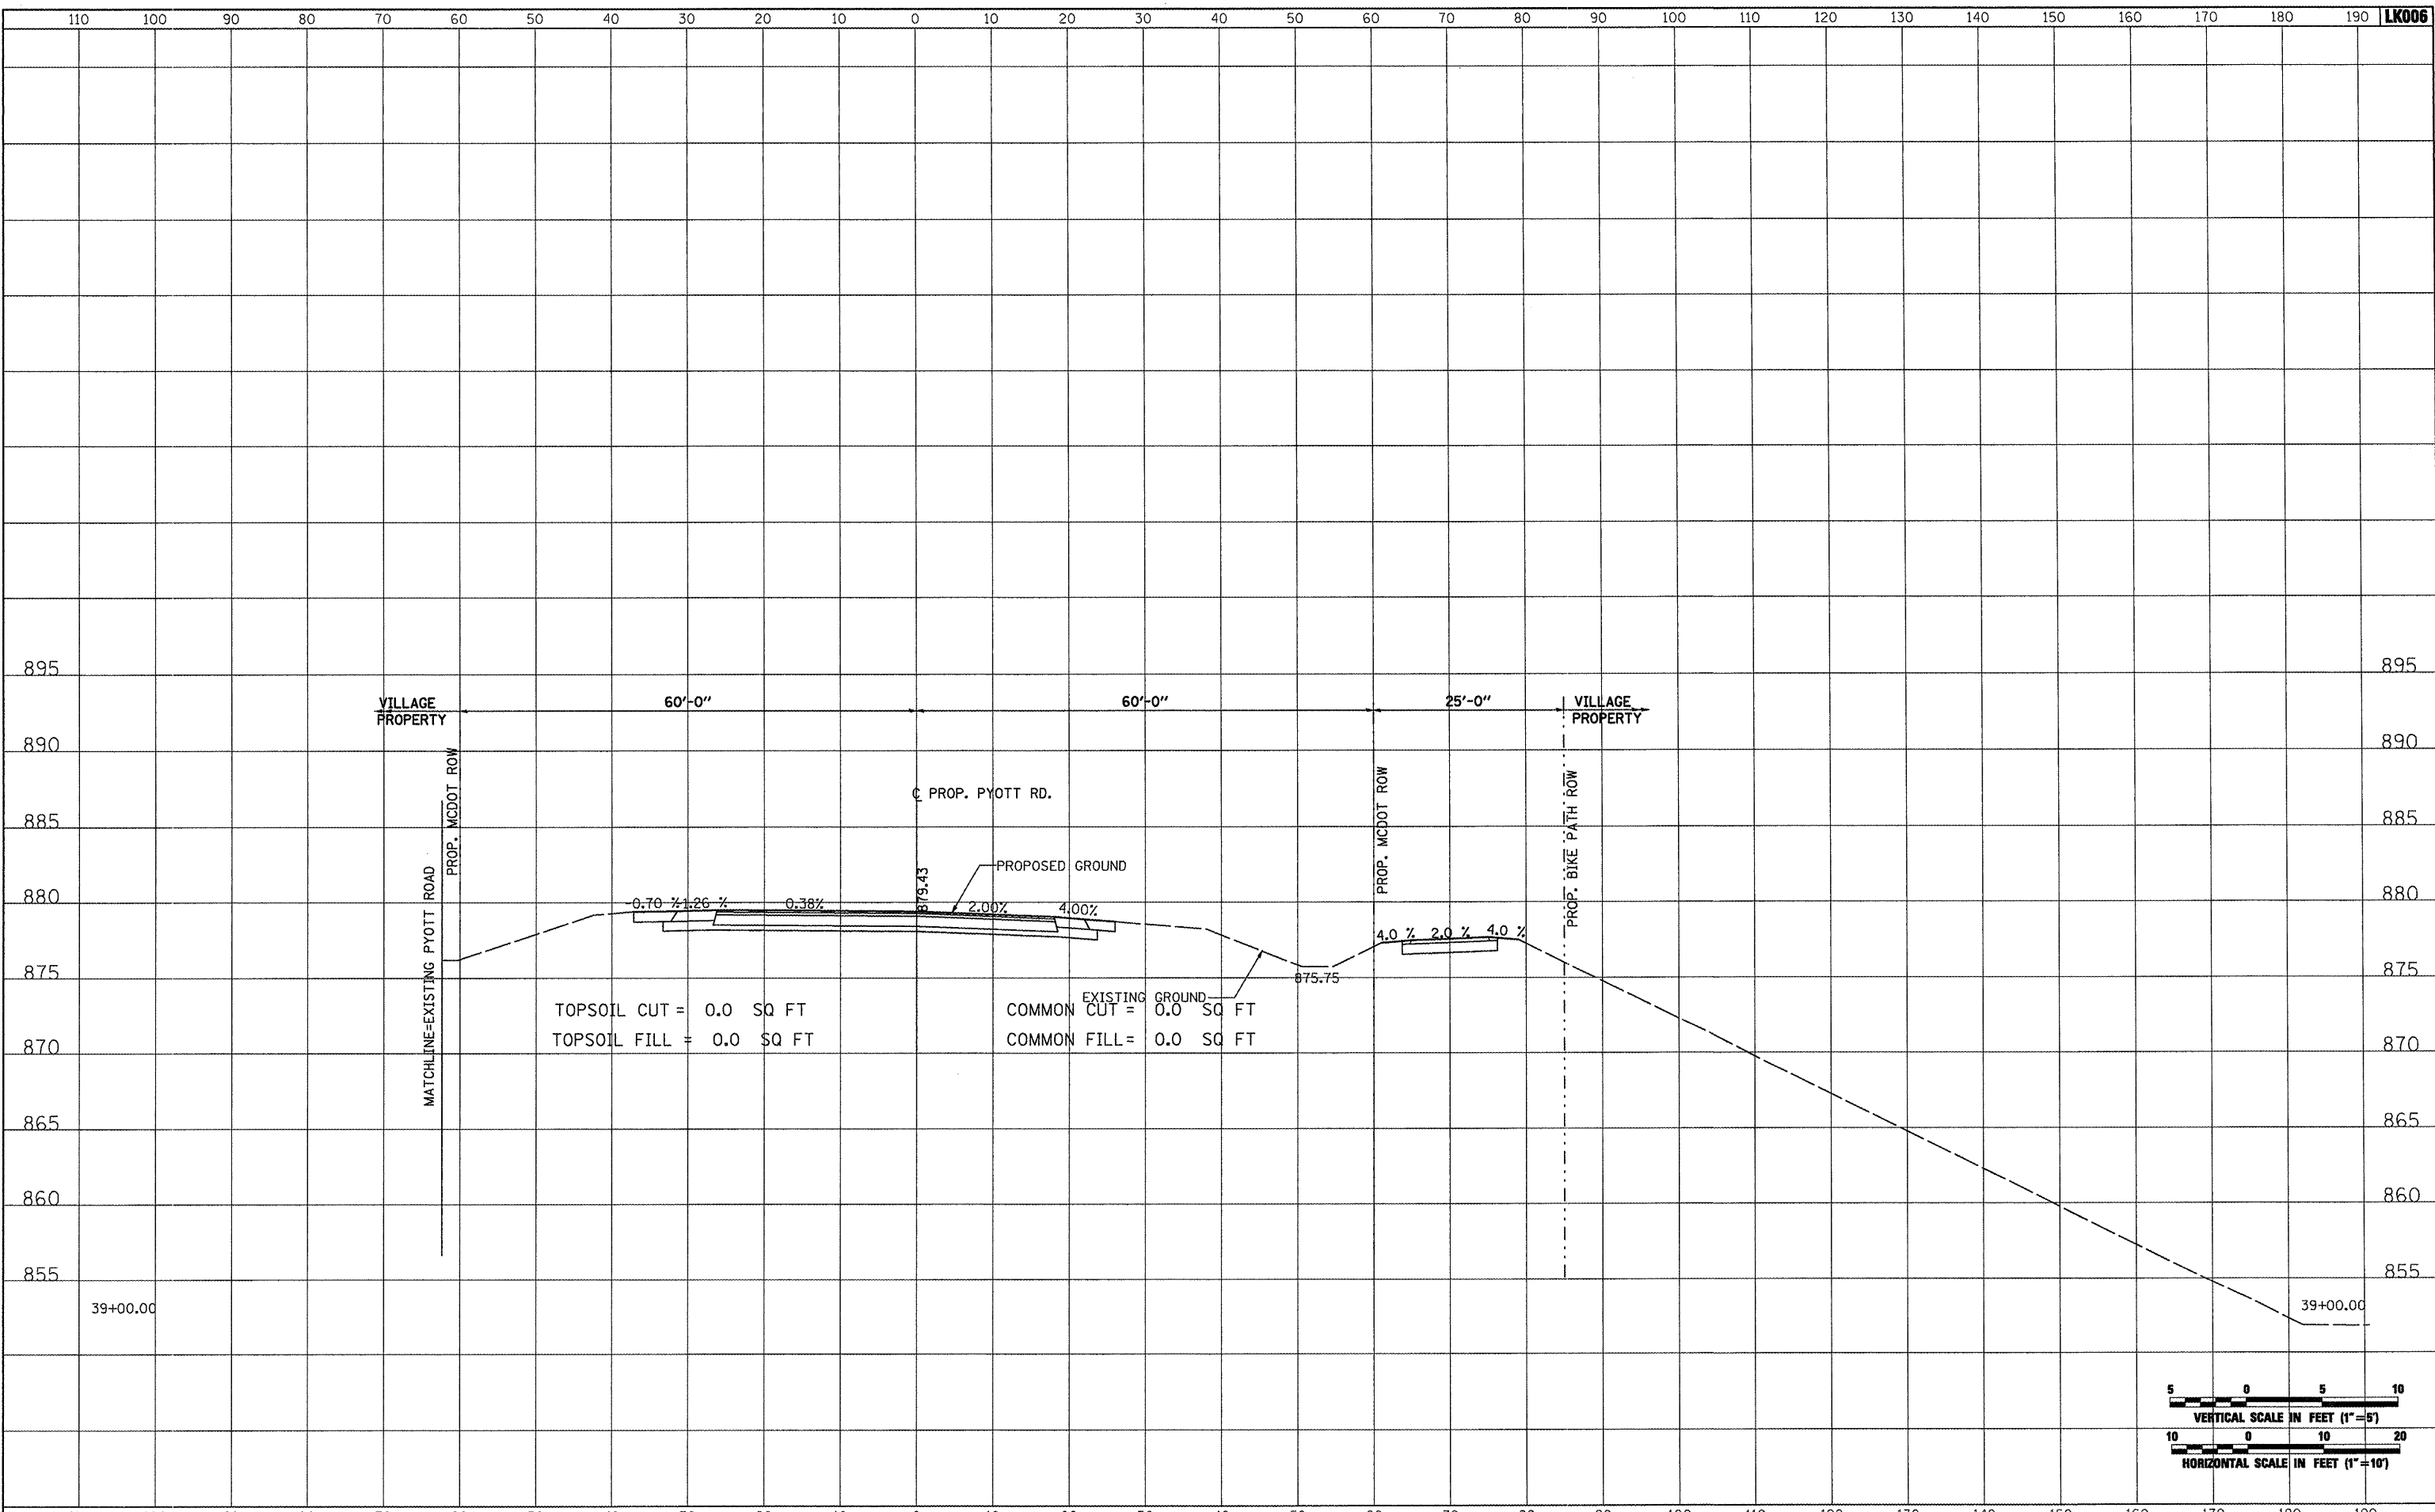 110 100 90 80 70 60 50 40 30 20 10 0 10 20 30 40 50 60 70 80 90 100 110 120 130 140 150 160 170 180 190 LK006
895 895
VILLAGE PROPERTY 60'-0" 60'-0" 25'-0" VILLAGE PROPERTY
890 890
PROP. MCDOT ROW
PROP. MCDOT ROW
PROP. BIKE PATH ROW
℄ PROP. PYOTT RD.
885 885
MATCHLINE=EXISTING PYOTT ROAD
879.43
PROPOSED GROUND
880 880
-0.70 % 1.26 % 0.38% 2.00% 4.00%
4.0 % 2.0 % 4.0 %
875 875
875.75
EXISTING GROUND
TOPSOIL CUT = 0.0 SQ FT COMMON CUT = 0.0 SQ FT
TOPSOIL FILL = 0.0 SQ FT COMMON FILL= 0.0 SQ FT
870 870
865 865
860 860
855 855
39+00.00 39+00.00
5 0 5 10
VERTICAL SCALE IN FEET (1"=5')
10 0 10 20
HORIZONTAL SCALE IN FEET (1"=10')